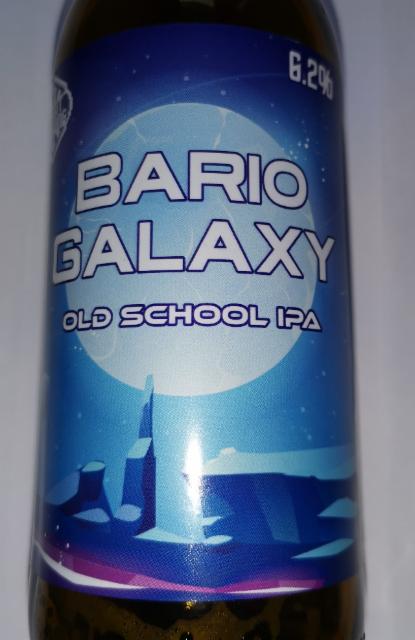 6.2%
BARIO
GALAXY
OLD SCHOOL IPA